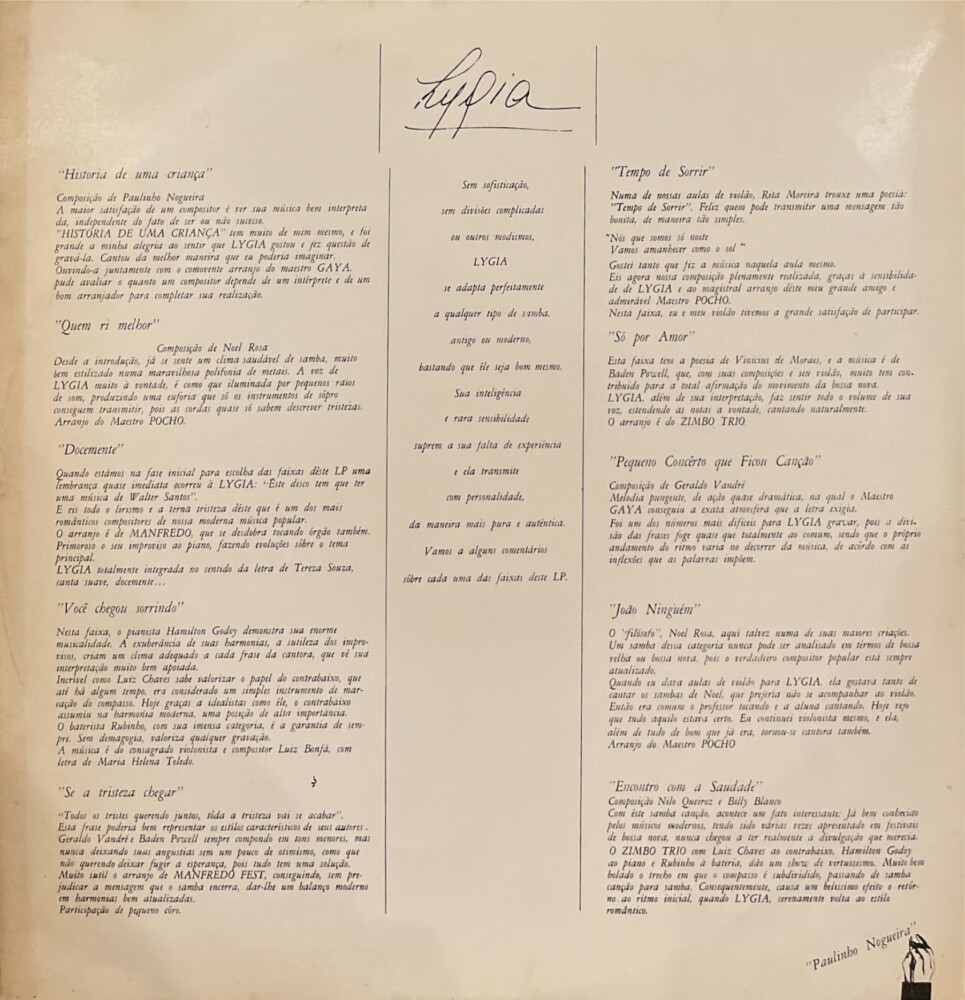 Lygia
"Historia de uma criança"
Composição de Paulinho Nogueira
A maior satisfação de um compositor é ver sua música bem interpreta
da, independente do fato de ser ou não sucesso.
"HISTÓRIA DE UMA CRIANÇA" tem muito de mim mesmo, e foi
grande a minha alegria ao sentir que LYGIA gostou e fez questão de
gravá-la. Cantou da melhor maneira que eu poderia imaginar.
Ouvindo-a juntamente com o comovente arranjo do maestro GAYA.
pude avaliar o quanto um compositor depende de um intérprete e de um
bom arranjador para completar sua realização.
"Quem ri melhor"
Composição de Noel Rosa
Desde a introdução, já se sente um clima saudável de samba, muito
bem estilizado numa maravilhosa polifonia de metais. A voz de
LYGIA muito à vontade, é como que iluminada por pequenos raios
de som, produzindo uma euforia que só os instrumentos de sôpro
conseguem transmitir, pois as cordas quase só sabem descrever tristezas.
Arranjo do Maestro POCHO.
"Docemente"
Quando estámos na fase inicial para escolha das faixas dêste LP uma
lembrança quase imediata ocorreu à LYGIA: "Êste disco tem que ter
uma música de Walter Santos".
E eis todo o lirismo e a terna tristeza dêste que é um dos mais
românticos compositores de nossa moderna música popular.
O arranjo é de MANFREDO, que se desdobra tocando órgão também.
Primoroso o seu improviso ao piano, fazendo evoluções sôbre o tema
principal.
LYGIA totalmente integrada no sentido da letra de Tereza Souza,
canta suave, docemente...
"Você chegou sorrindo"
Nesta faixa, o pianista Hamilton Godoy demonstra sua enorme
musicalidade. A exuberância de suas harmonias, a sutileza dos impro-
visos, criam um clima adequado a cada frase da cantora, que vê sua
interpretação muito bem apoiada.
Incrível como Luiz Chaves sabe valorizar o papel do contrabaixo, que
até há algum tempo, era considerado um simples instrumento de mar-
cação do compasso. Hoje graças a idealistas como êle, o contrabaixo
assumiu na harmonia moderna, uma posição de alta importância.
O baterista Rubinho, com sua imensa categoria, é a garantia de sem-
pre. Sem demagogia, valoriza qualquer gravação.
A música é do consagrado violonista e compositor Luiz Bonfá, com
letra de Maria Helena Toledo.
"Se a tristeza chegar"
"Todos os tristes querendo juntos, tôda a tristeza vai se acabar".
Esta frase poderia bem representar os estilos característicos de seus autores.
Geraldo Vandré e Baden Powell sempre compondo em tons menores, mas
nunca deixando suas angustias sem um pouco de otimismo, como que
não querendo deixar fugir a esperança, pois tudo tem uma solução.
Muito sutil o arranjo de MANFREDO FEST, conseguindo, sem pre-
judicar a mensagem que o samba encerra, dar-lhe um balanço moderno
em harmonias bem atualizadas.
Participação de pequeno côro.
Sem sofisticação,
sem divisões complicadas
ou outros modismos,
LYGIA
se adapta perfeitamente
a qualquer tipo de samba.
antigo ou moderno,
bastando que êle seja bom mesmo.
Sua inteligência
e rara sensibilidade
suprem a sua falta de experiência
e ela transmite
com personalidade,
da maneira mais pura e autêntica.
Vamos a alguns comentários
sôbre cada uma das faixas deste LP.
"Tempo de Sorrir"
Numa de nossas aulas de violão, Rita Moreira trouxe uma poesia:
"Tempo de Sorrir". Feliz quem pode transmitir uma mensagem tão
bonita, de maneira tão simples.
"Nós que somos só noite
Vamos amanhecer como o sol"
Gostei tanto que fiz a música naquela aula mesmo.
Eis agora nossa composição plenamente realizada, graças à sensibilida-
de de LYGIA e ao magistral arranjo dêste meu grande amigo e
admirável Maestro POCHO.
Nesta faixa, eu e meu violão tivemos a grande satisfação de participar.
"Só por Amor"
Esta faixa tem a poesia de Vinicius de Moraes, e a música é de
Baden Powell, que, com suas composições e seu violão, muito tem con-
tribuido para a total afirmação do movimento da bossa nova.
LYGIA, além de sua interpretação, faz sentir todo o volume de sua
voz, estendendo as notas a vontade, cantando naturalmente.
O arranjo é do ZIMBO TRIO.
"Pequeno Concêrto que Ficou Canção"
Composição de Geraldo Vandré
Melodia pungente, de ação quase dramática, na qual o Maestro
GAYA conseguiu a exata atmosfera que a letra exigia.
Foi um dos números mais difíceis para LYGIA gravar, pois a divi-
são das frases foge quase que totalmente ao comum, sendo que o próprio
andamento do ritmo varia no decorrer da música, de acôrdo com as
inflexões que as palavras impõem.
"João Ninguém"
O "filósofo", Noel Rosa, aqui talvez numa de suas maiores criações.
Um samba dessa categoria nunca pode ser analisado em têrmos de bossa
velha ou bossa nova. pois o verdadeiro compositor popular está sempre
atualizado.
Quando eu dava aulas de violão para LYGIA. ela gostava tanto de
cantar os sambas de Noel, que preferia não se acompanhar ao violão.
Então era comum o professor tocando e a aluna cantando. Hoje vejo
que tudo aquilo estava certo. Eu continuei violonista mesmo, e ela,
além de tudo de bom que já era, tornou-se cantora também.
Arranjo do Maestro POCHO
"Encontro com a Saudade"
Composição Nilo Queiroz e Billy Blanco
Com êste samba canção, acontece um fato interessante: Já bem conhecido
pelos músicos modernos, tendo sido várias vezes apresentado em festivais
de bossa nova, nunca chegou a ter realmente a divulgação que merecia.
O ZIMBO TRIO com Luiz Chaves ao contrabaixo, Hamilton Godoy
ao piano e Rubinho à bateria, dão um show de virtuosismo. Muito bem
bolado o trecho em que o compasso é subdividido, passando de samba
canção para samba. Consequentemente, causa um belíssimo efeito o retôr-
no ao ritmo inicial, quando LYGIA, serenamente volta ao estilo
romântico.
"Paulinho Nogueira"